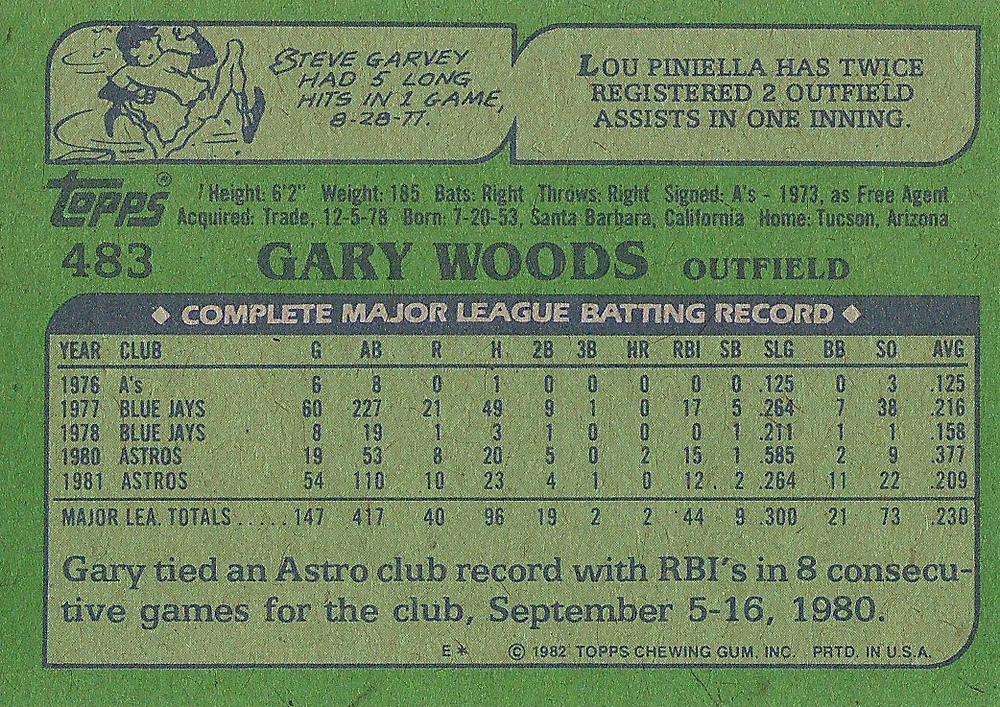 STEVE GARVEY
HAD 5 LONG
HITS IN 1 GAME,
8-28-77.
LOU PINIELLA HAS TWICE
REGISTERED 2 OUTFIELD
ASSISTS IN ONE INNING.
Topps®
Height: 6'2" Weight: 185 Bats: Right Throws: Right Signed: A's - 1973, as Free Agent
Acquired: Trade, 12-5-78 Born: 7-20-53, Santa Barbara, California Home: Tucson, Arizona
483 GARY WOODS OUTFIELD
◆ COMPLETE MAJOR LEAGUE BATTING RECORD ◆
YEAR CLUB G AB R H 2B 3B HR RBI SB SLG BB SO AVG
1976 A's 6 8 0 1 0 0 0 0 0 .125 0 3 .125
1977 BLUE JAYS 60 227 21 49 9 1 0 17 5 .264 7 38 .216
1978 BLUE JAYS 8 19 1 3 1 0 0 0 1 .211 1 1 .158
1980 ASTROS 19 53 8 20 5 0 2 15 1 .585 2 9 .377
1981 ASTROS 54 110 10 23 4 1 0 12 2 .264 11 22 .209
MAJOR LEA. TOTALS ..... 147 417 40 96 19 2 2 44 9 .300 21 73 .230
Gary tied an Astro club record with RBI's in 8 consecu-
tive games for the club, September 5-16, 1980.
E* © 1982 TOPPS CHEWING GUM, INC. PRTD. IN U.S.A.